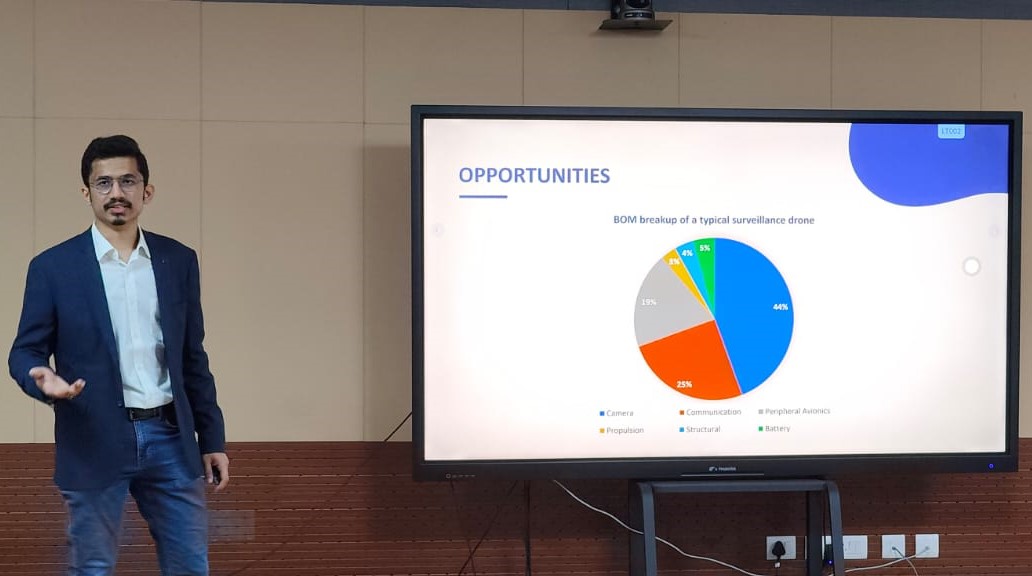 LT002
OPPORTUNITIES
BOM breakup of a typical surveillance drone
5%
4%
3%
44%
19%
25%
Camera Communication Peripheral Avionics
Propulsion Structural Battery